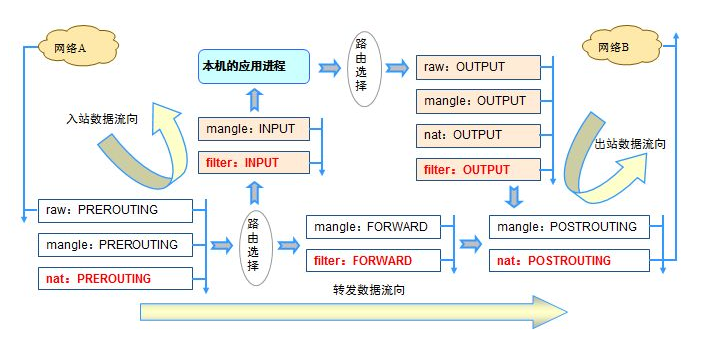 网络A
本机的应用进程
路由选择
网络B
raw：OUTPUT
mangle：OUTPUT
nat：OUTPUT
filter：OUTPUT
入站数据流向
mangle：INPUT
filter：INPUT
出站数据流向
raw：PREROUTING
mangle：PREROUTING
nat：PREROUTING
路由选择
mangle：FORWARD
filter：FORWARD
mangle：POSTROUTING
nat：POSTROUTING
转发数据流向